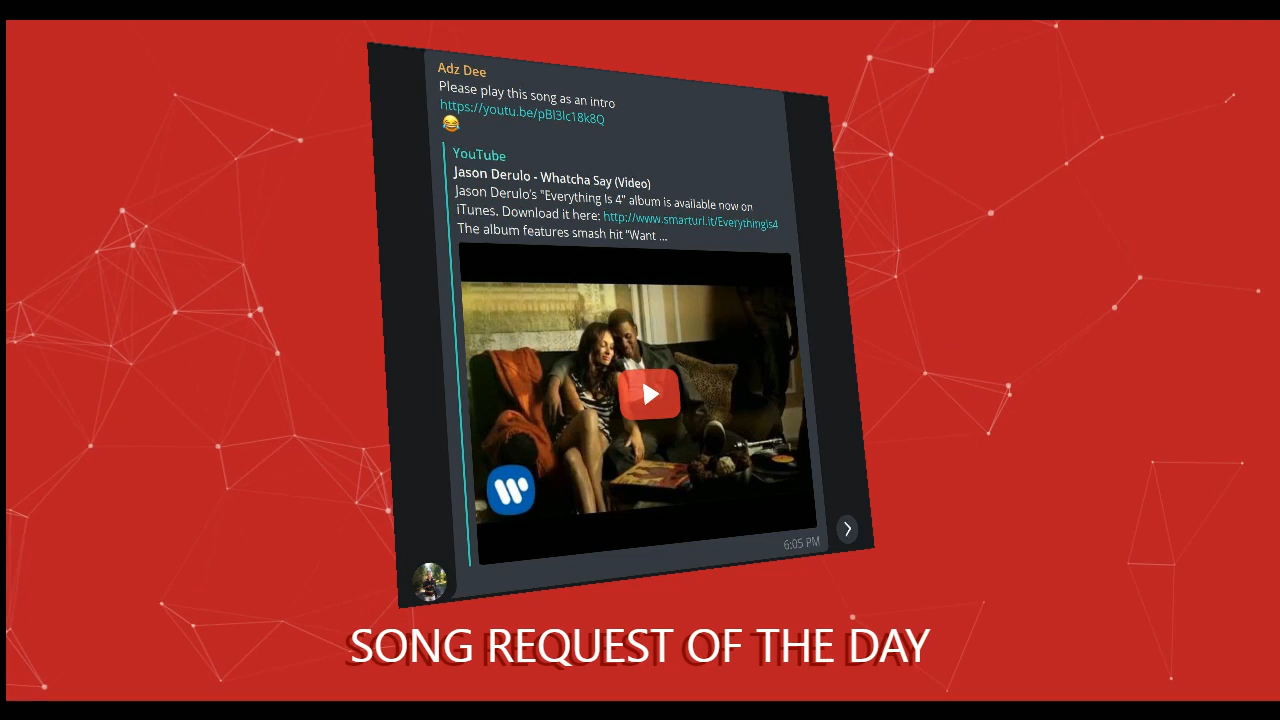 Adz Dee
Please play this song as an intro
https://youtu.be/pBI3lc18k8Q
YouTube
Jason Derulo - Whatcha Say (Video)
Jason Derulo's "Everything Is 4" album is available now on
iTunes. Download it here: http://www.smarturl.it/EverythingIs4
The album features smash hit "Want ...
6:05 PM
SONG REQUEST OF THE DAY